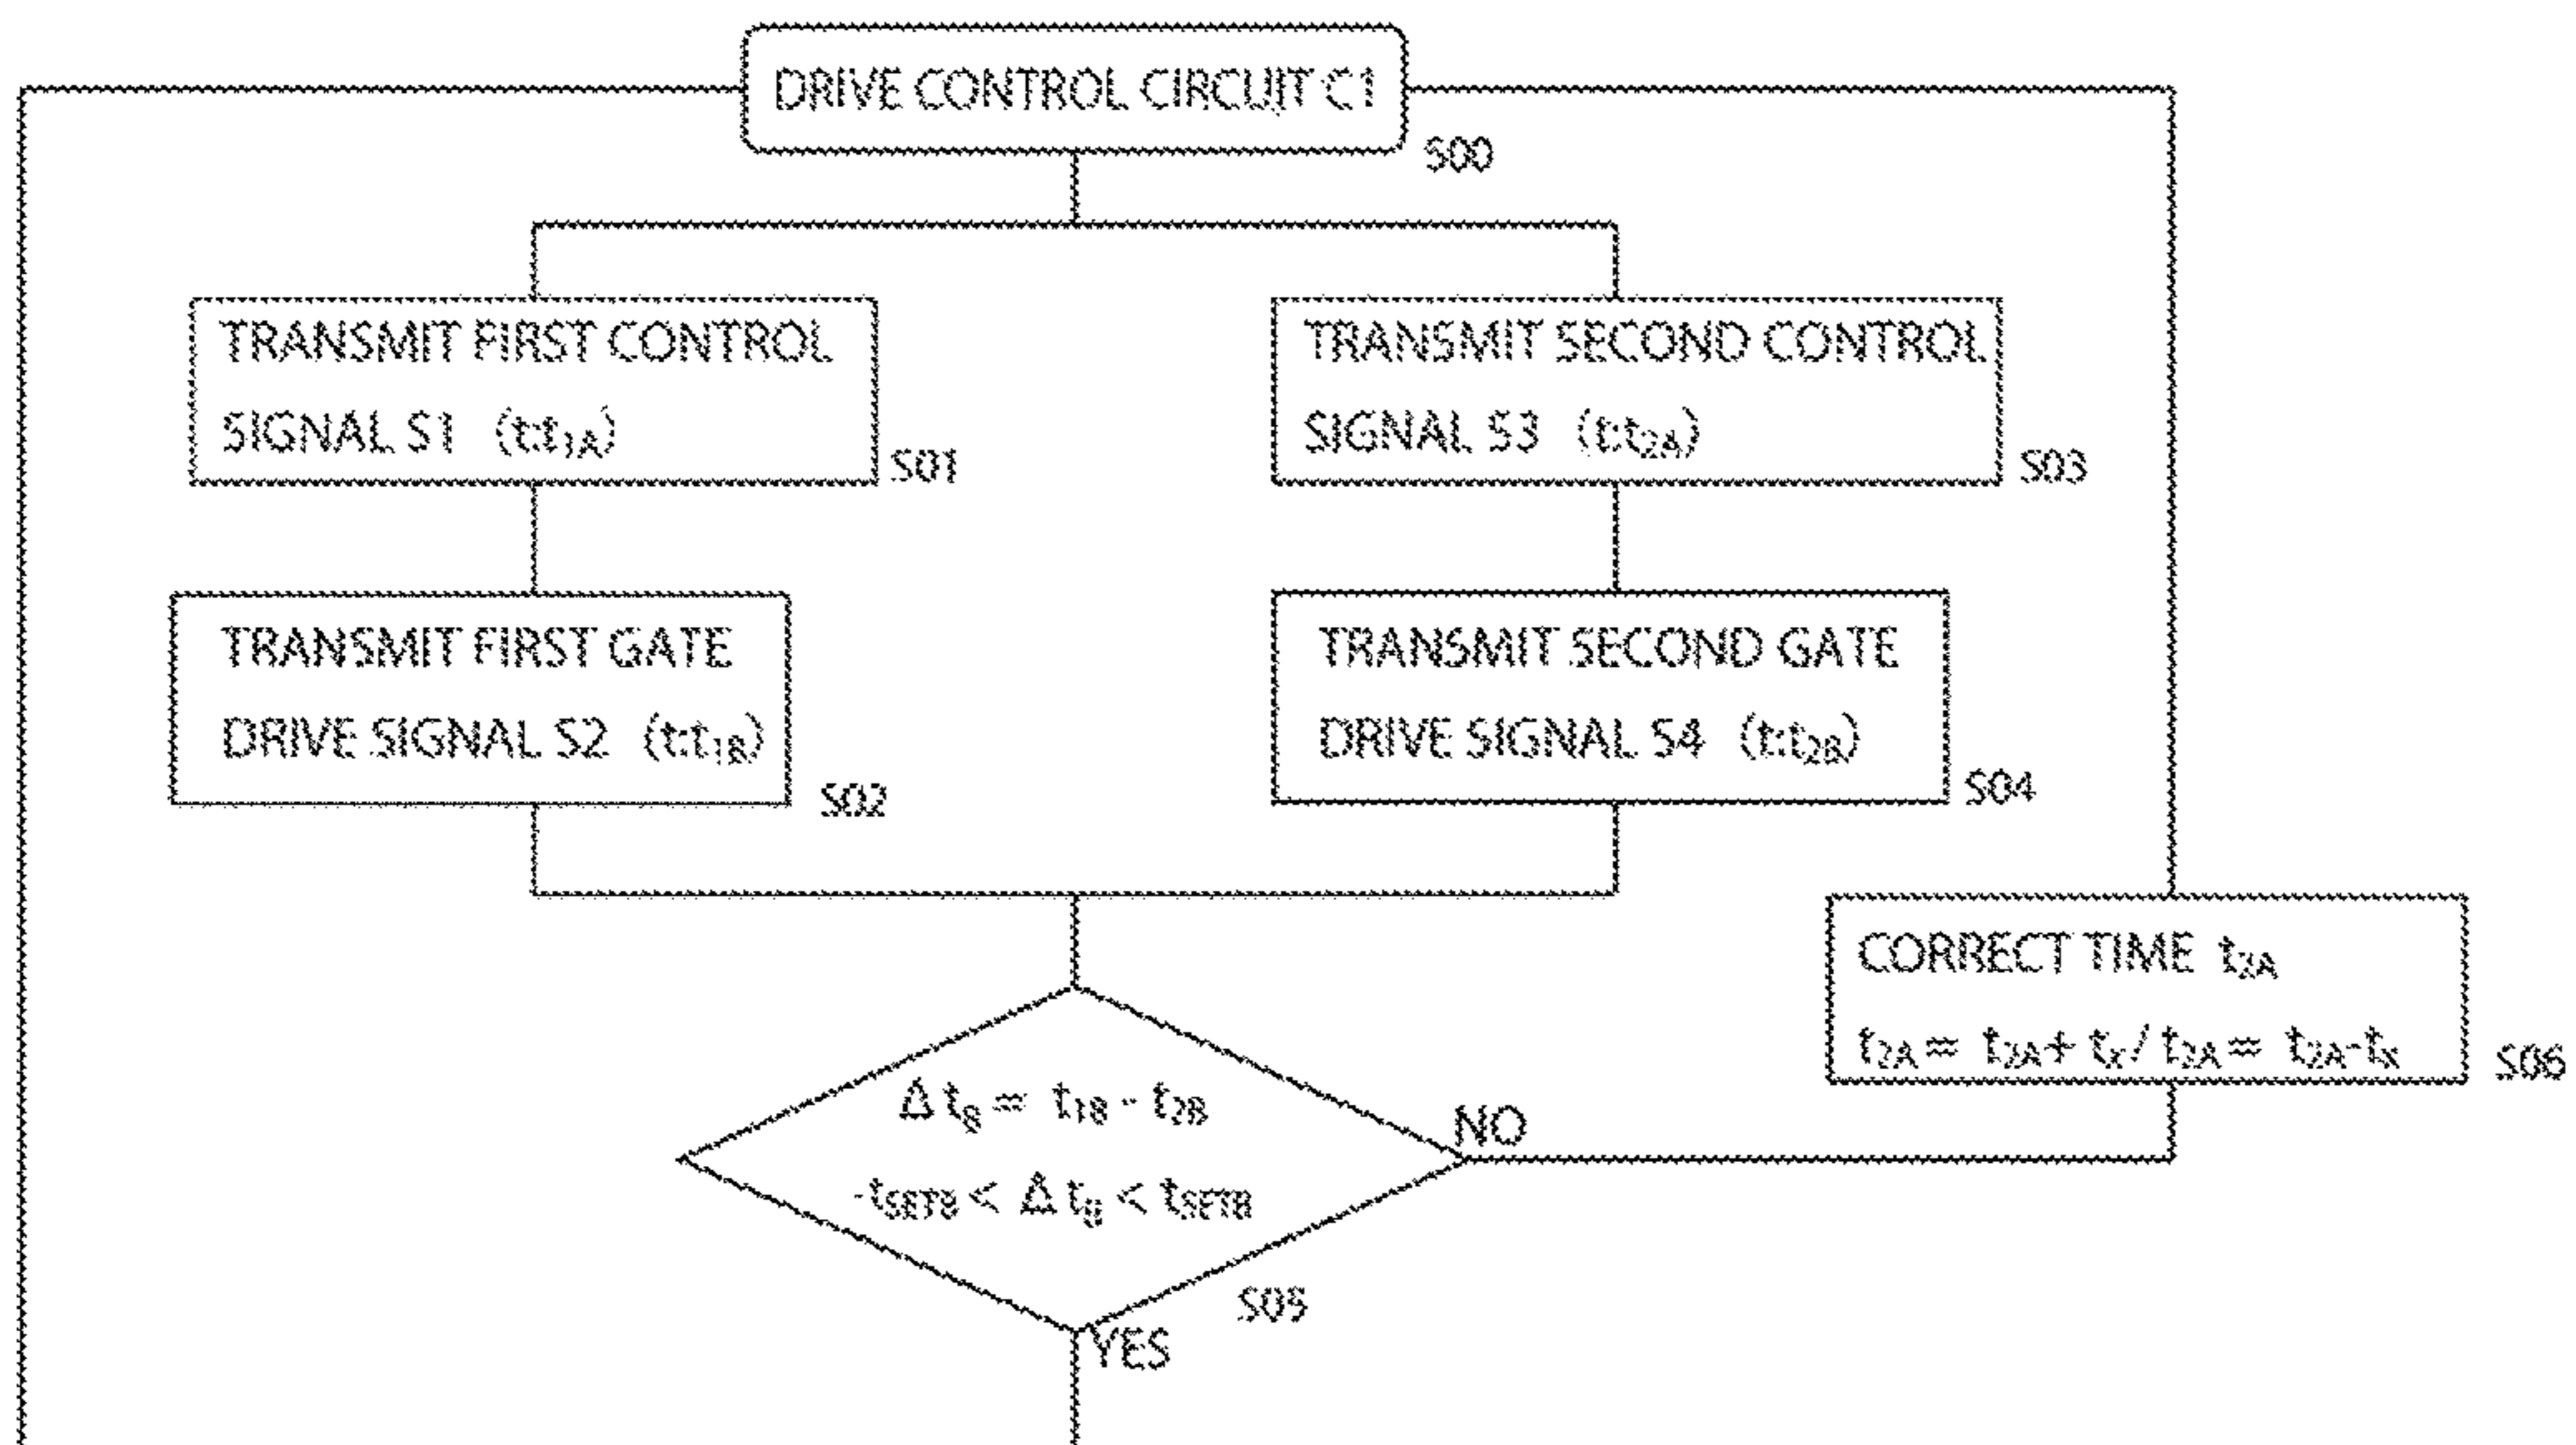 DRIVE CONTROL CIRCUIT C1
S00
TRANSMIT FIRST CONTROL
SIGNAL S1 (t:t1A)
S01
TRANSMIT SECOND CONTROL
SIGNAL S3 (t:t2A)
S03
TRANSMIT FIRST GATE
DRIVE SIGNAL S2 (t:t1B)
S02
TRANSMIT SECOND GATE
DRIVE SIGNAL S4 (t:t2B)
S04
CORRECT TIME t2A
t2A = t2A+ tx / t2A = t2A-tx
S06
Δ tB = t1B - t2B
-tSETB < Δ tB < tSETB
NO
S05
YES